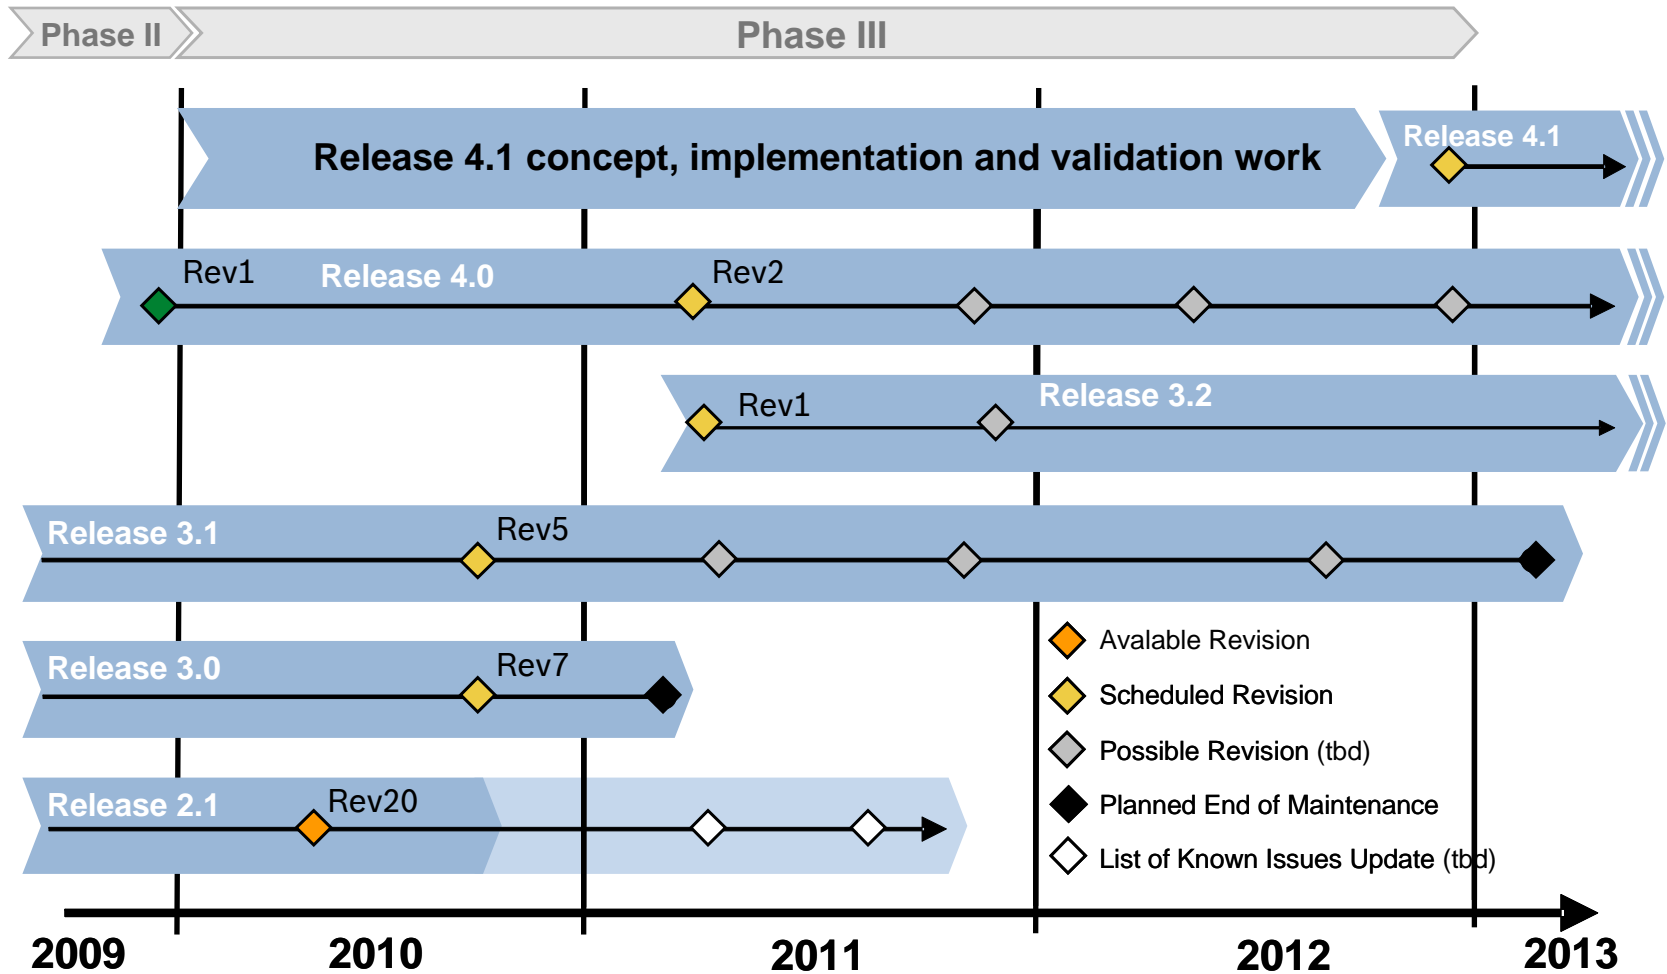 Phase II
Phase III
Release 4.1 concept, implementation and validation work
Release 4.1
Rev1
Release 4.0
Rev2
Rev1
Release 3.2
Release 3.1
Rev5
Release 3.0
Rev7
Release 2.1
Rev20
Avalable Revision
Scheduled Revision
Possible Revision (tbd)
Planned End of Maintenance
List of Known Issues Update (tbd)
2009
2010
2011
2012
2013